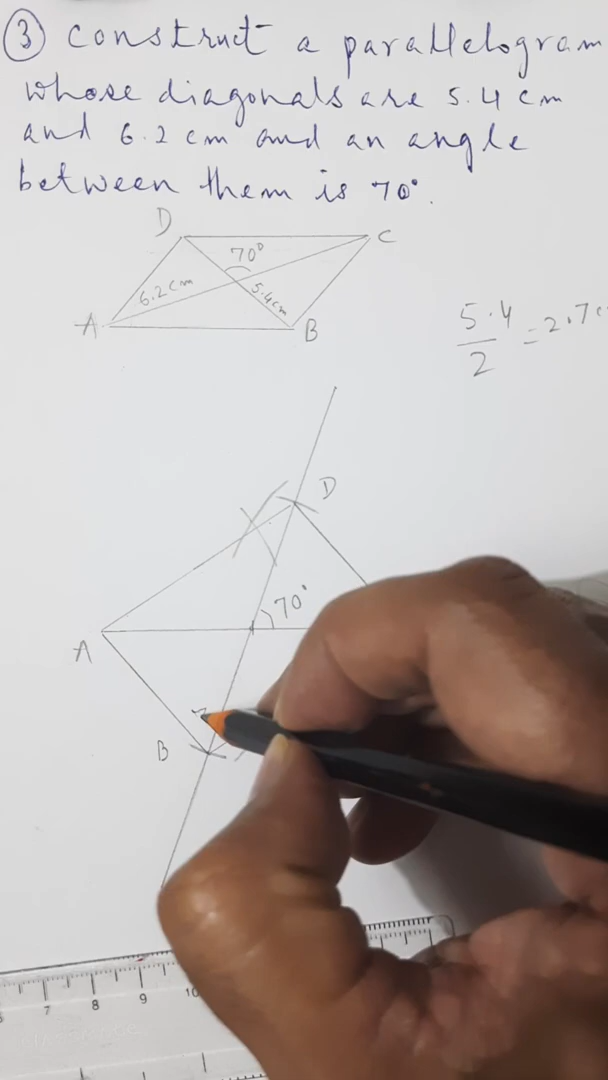 ③ construct a parallelogram
whose diagonals are 5.4 cm
and 6.2 cm and an angle
between them is 70°.
D
C
70°
6.2 cm
5.4 cm
A
B
5.4
2
= 2.7
D
70°
A
B
7
8
9
10